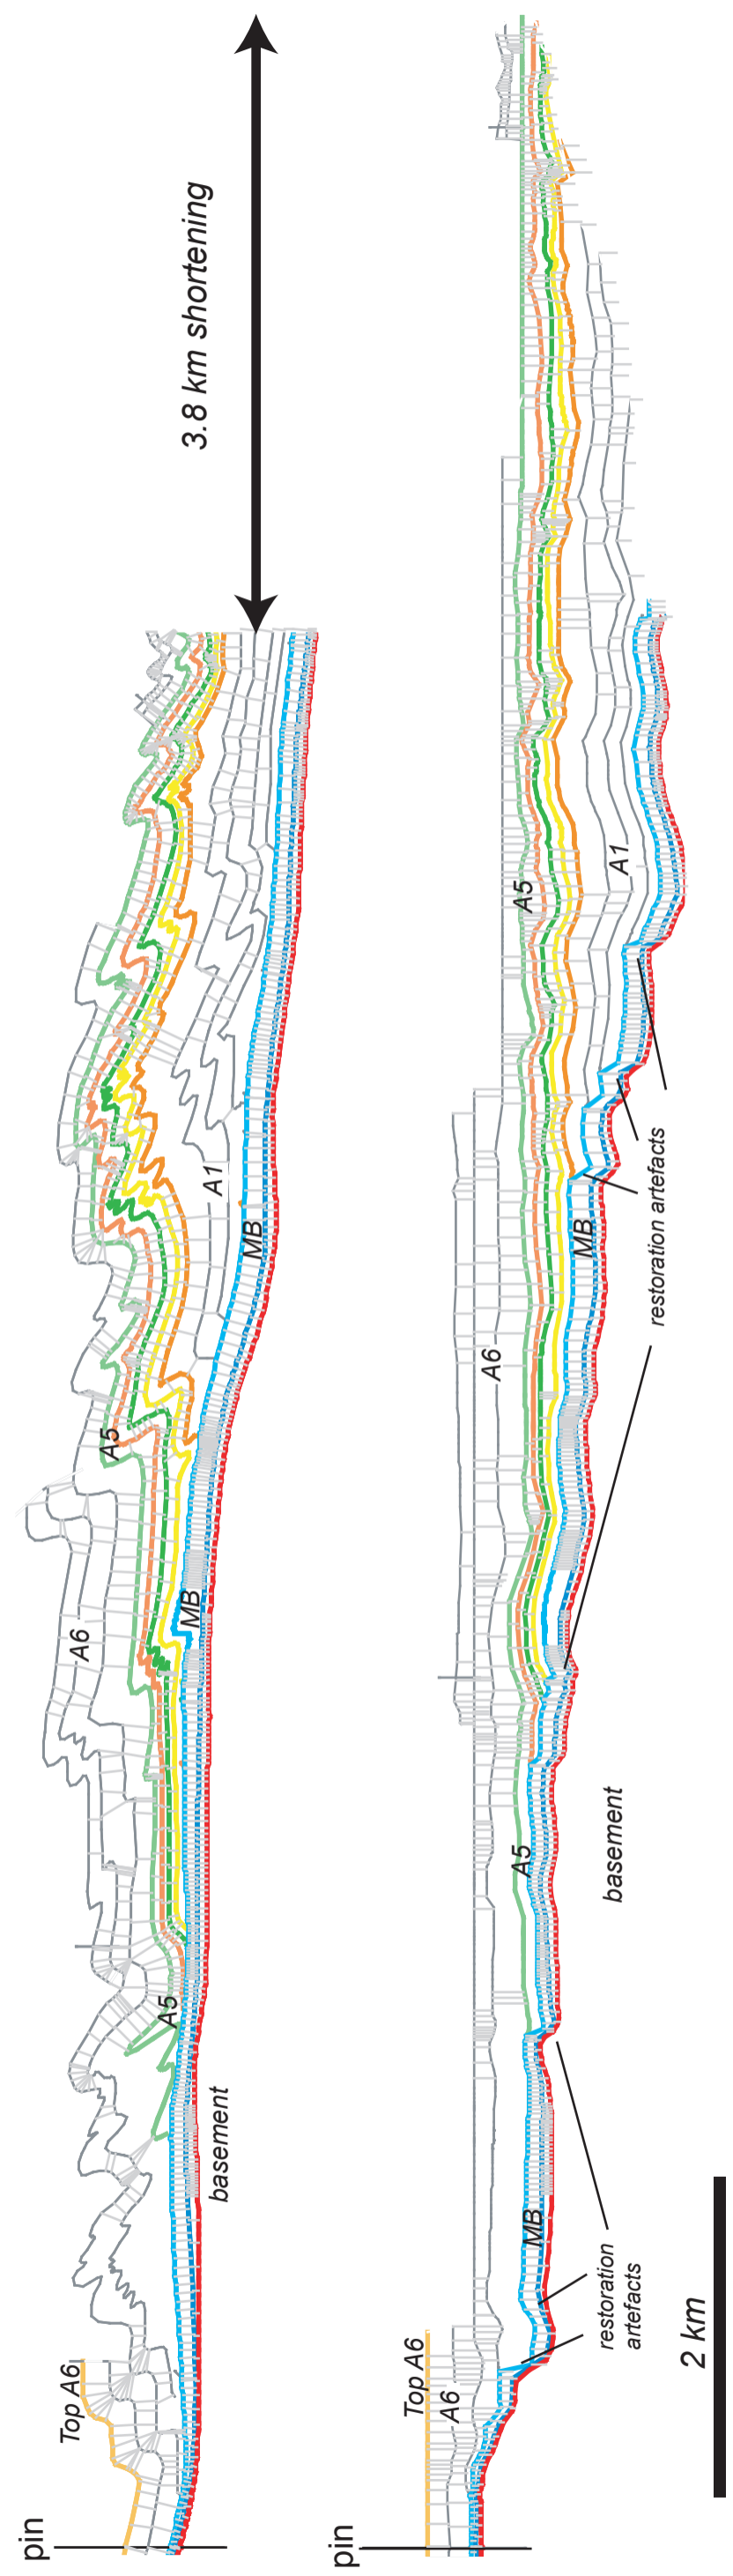 3.8 km shortening
A1
MB
A5
MB
A6
A5
basement
Top A6
pin
A5
A1
restoration artefacts
MB
A6
A5
basement
MB
restoration
artefacts
Top A6
A6
2 km
pin